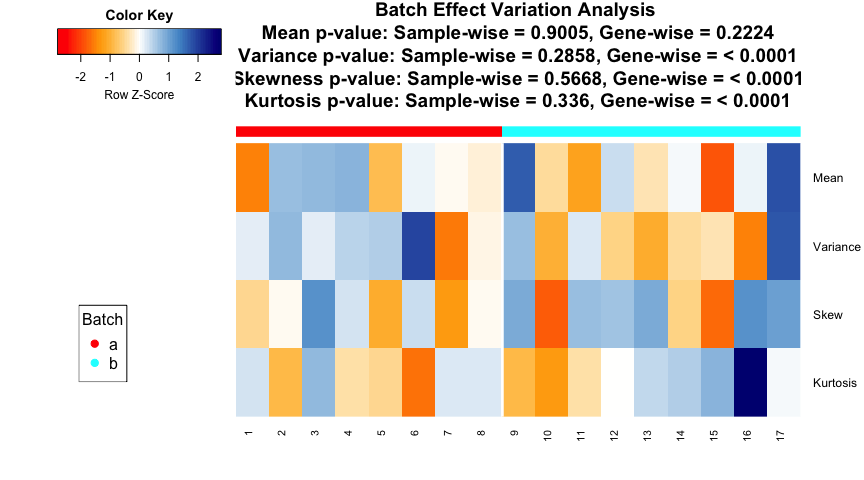 Color Key
-2 -1 0 1 2
Row Z-Score
Batch Effect Variation Analysis
Mean p-value: Sample-wise = 0.9005, Gene-wise = 0.2224
Variance p-value: Sample-wise = 0.2858, Gene-wise = < 0.0001
Skewness p-value: Sample-wise = 0.5668, Gene-wise = < 0.0001
Kurtosis p-value: Sample-wise = 0.336, Gene-wise = < 0.0001
Mean
Variance
Skew
Kurtosis
Batch
a
b
1 2 3 4 5 6 7 8 9 10 11 12 13 14 15 16 17